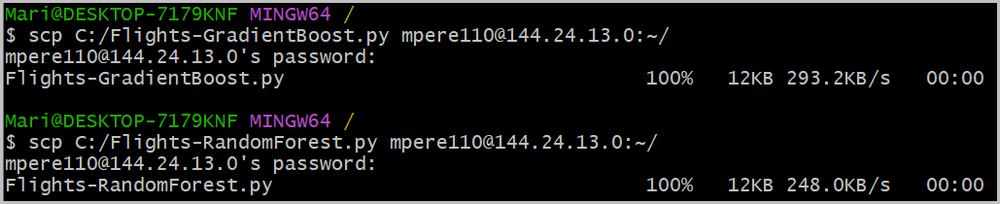 Mari@DESKTOP-7179KNF MINGW64 /
$ scp C:/Flights-GradientBoost.py mpere110@144.24.13.0:~/
mpere110@144.24.13.0's password:
Flights-GradientBoost.py 100% 12KB 293.2KB/s 00:00
Mari@DESKTOP-7179KNF MINGW64 /
$ scp C:/Flights-RandomForest.py mpere110@144.24.13.0:~/
mpere110@144.24.13.0's password:
Flights-RandomForest.py 100% 12KB 248.0KB/s 00:00